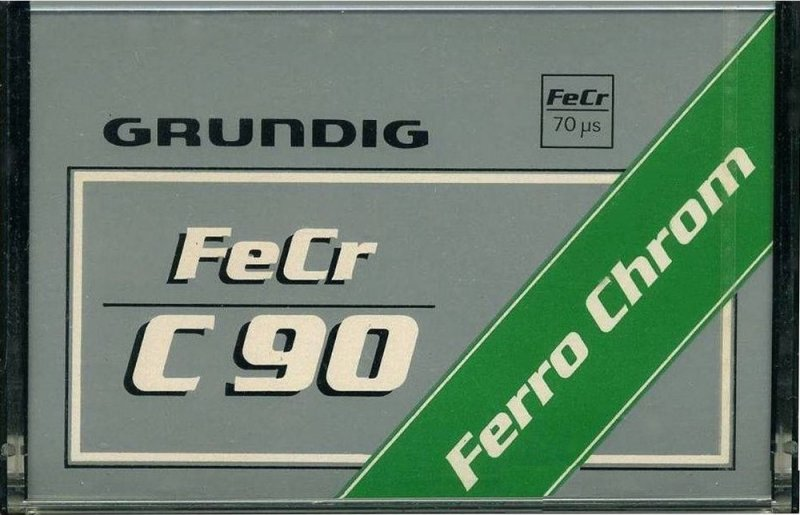 GRUNDIG
FeCr
70 µs
FeCr
C 90
Ferro Chrom